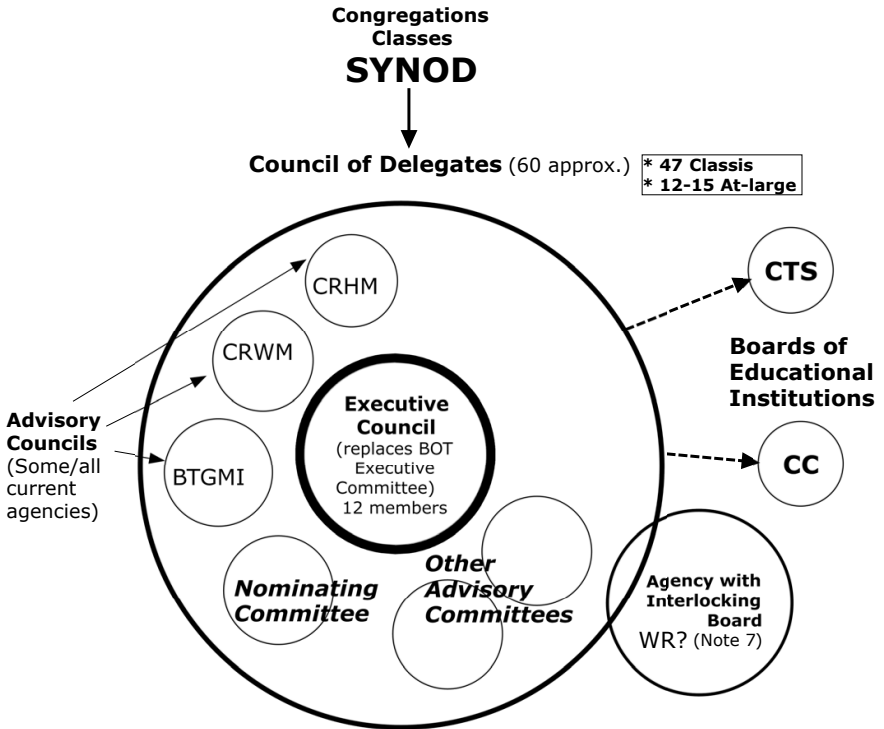 Congregations
Classes
SYNOD
Council of Delegates (60 approx.)
* 47 Classis
* 12-15 At-large
CRHM
CTS
CRWM
Boards of
Educational
Institutions
Advisory
Councils
(Some/all
current
agencies)
BTGMI
Executive
Council
(replaces BOT
Executive
Committee)
12 members
CC
Nominating
Committee
Other
Advisory
Committees
Agency with
Interlocking
Board
WR? (Note 7)